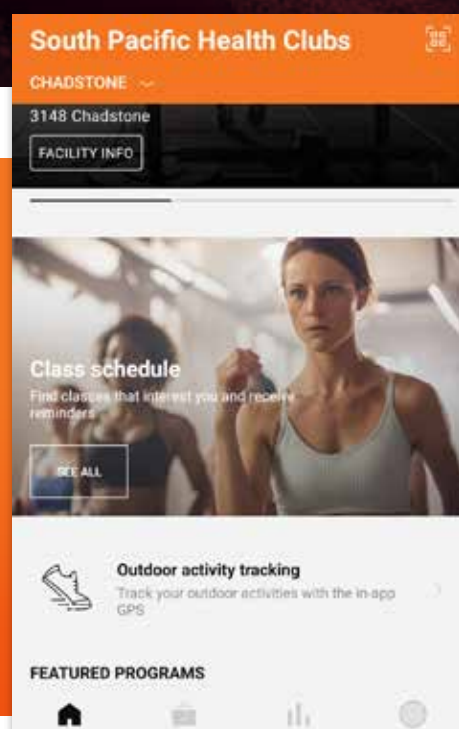 South Pacific Health Clubs
CHADSTONE
3148 Chadstone
FACILITY INFO
Class schedule
Find classes that interest you and receive
reminders
SEE ALL
Outdoor activity tracking
Track your outdoor activities with the in-app
GPS
FEATURED PROGRAMS